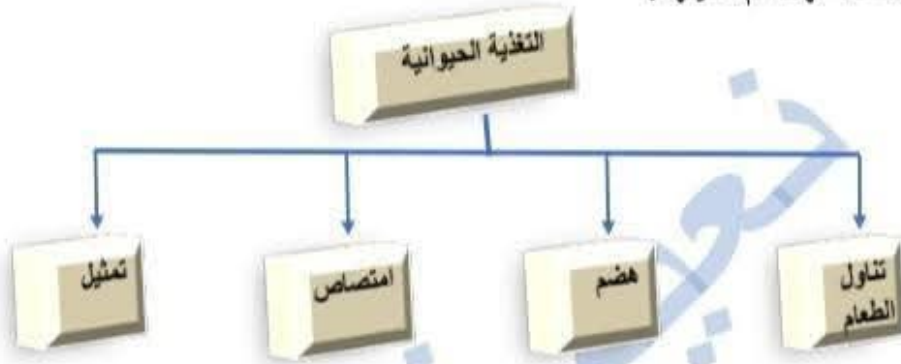 التغذية الحيوانية
تناول
الطعام
هضم
امتصاص
تمثيل